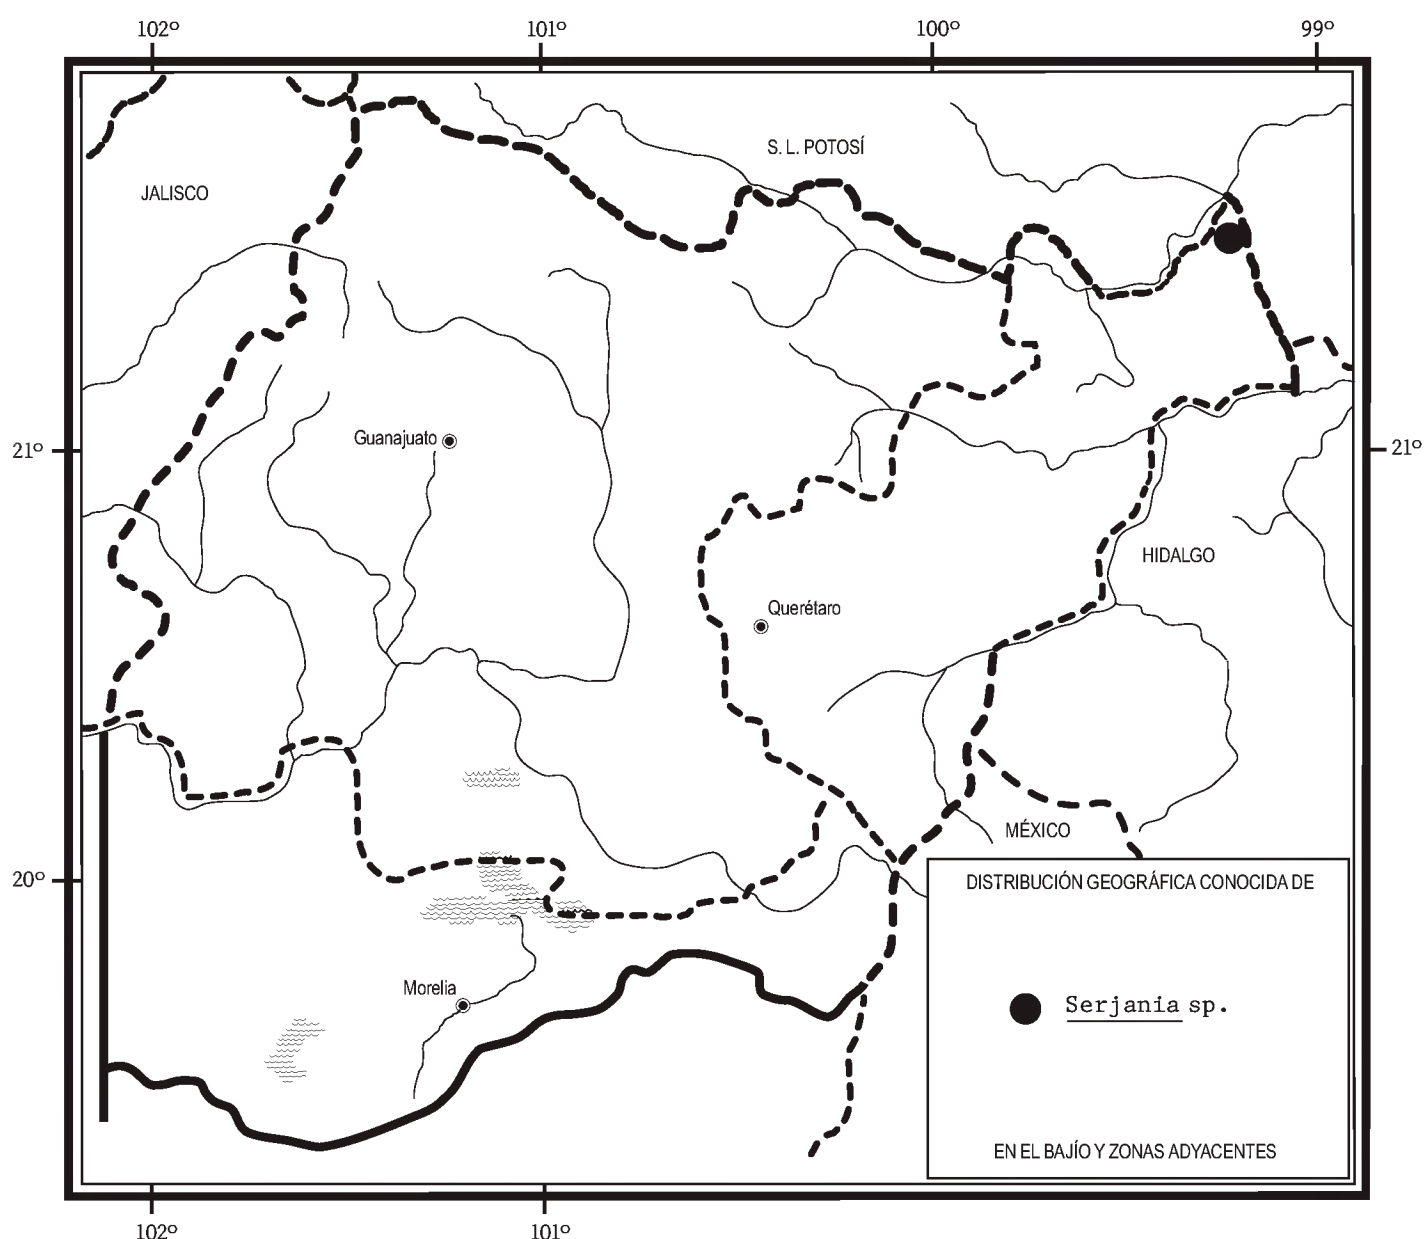 102º 101º 100º 99º
S. L. POTOSÍ
JALISCO
Guanajuato
21º 21º
HIDALGO
Querétaro
MÉXICO
20º
DISTRIBUCIÓN GEOGRÁFICA CONOCIDA DE
Morelia
Serjania sp.
EN EL BAJÍO Y ZONAS ADYACENTES
102º 101º